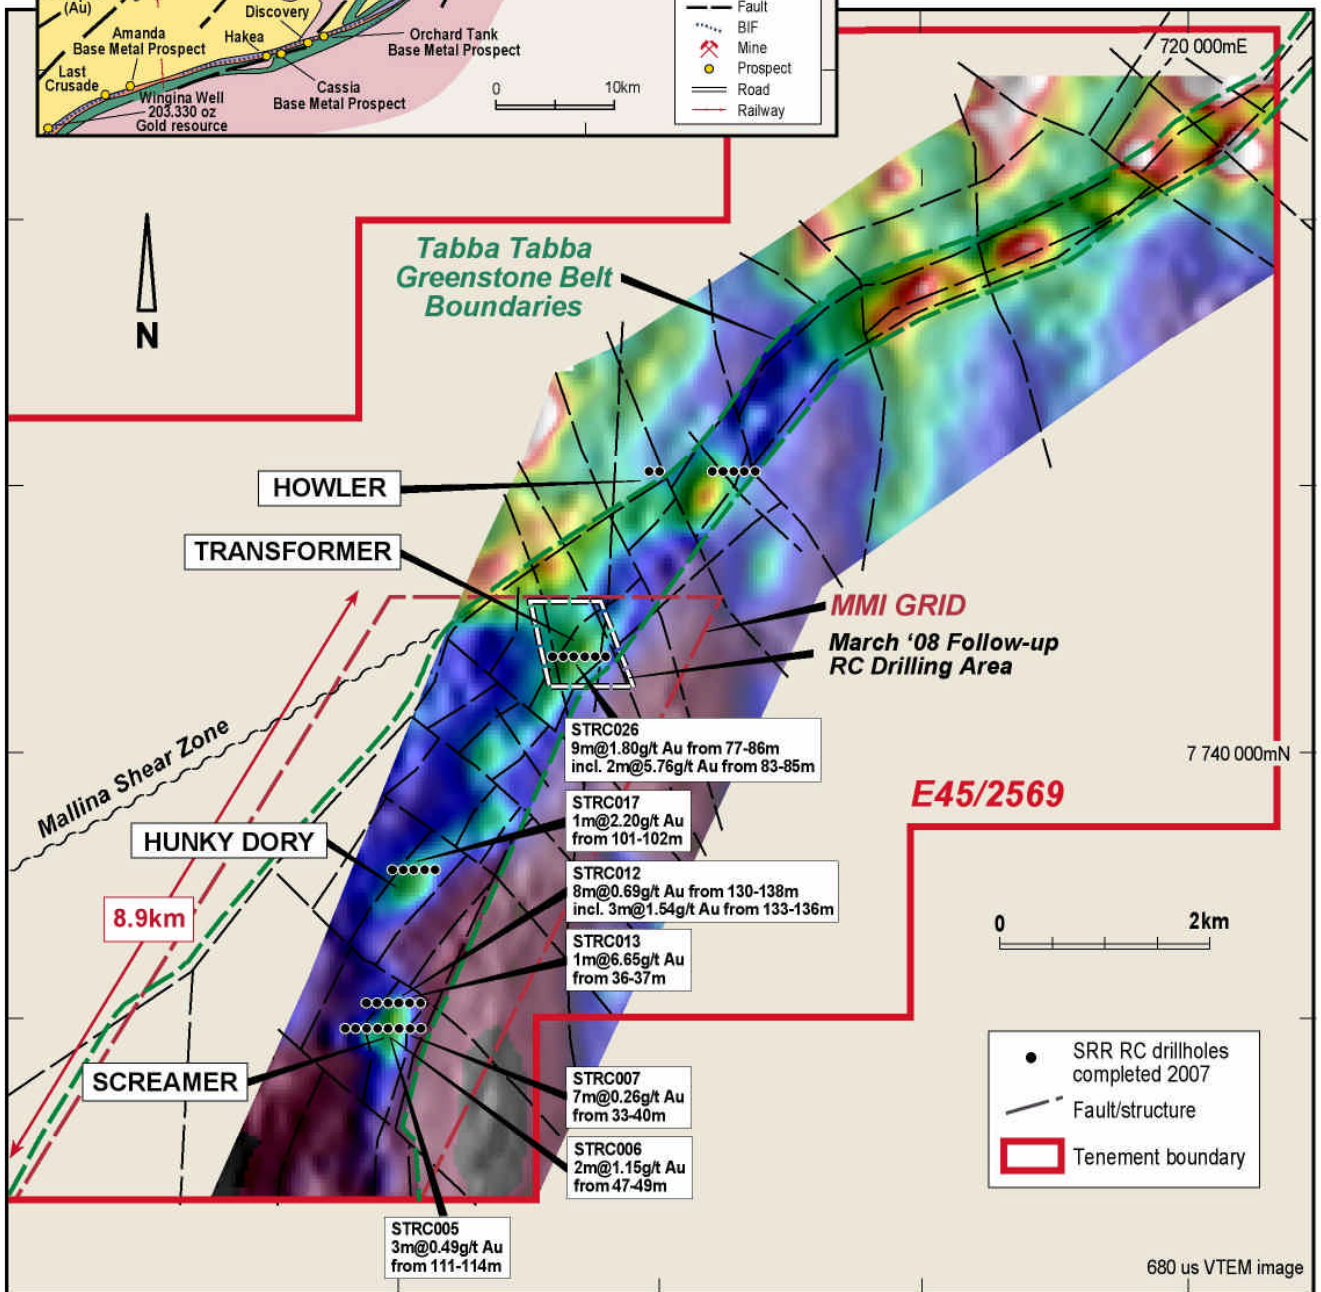 (Au)
Discovery
Amanda
Base Metal Prospect
Hakea
Orchard Tank
Base Metal Prospect
Last
Crusade
Cassia
Base Metal Prospect
Wingina Well
203.330 oz
Gold resource
0 10km
Fault
BIF
Mine
Prospect
Road
Railway
720 000mE
Tabba Tabba
Greenstone Belt
Boundaries
N
HOWLER
TRANSFORMER
MMI GRID
March ‘08 Follow-up
RC Drilling Area
Mallina Shear Zone
STRC026
9m@1.80g/t Au from 77-86m
incl. 2m@5.76g/t Au from 83-85m
7 740 000mN
E45/2569
STRC017
1m@2.20g/t Au
from 101-102m
HUNKY DORY
STRC012
8m@0.69g/t Au from 130-138m
incl. 3m@1.54g/t Au from 133-136m
8.9km
0 2km
STRC013
1m@6.65g/t Au
from 36-37m
SCREAMER
STRC007
7m@0.26g/t Au
from 33-40m
STRC006
2m@1.15g/t Au
from 47-49m
STRC005
3m@0.49g/t Au
from 111-114m
SRR RC drillholes
completed 2007
Fault/structure
Tenement boundary
680 us VTEM image